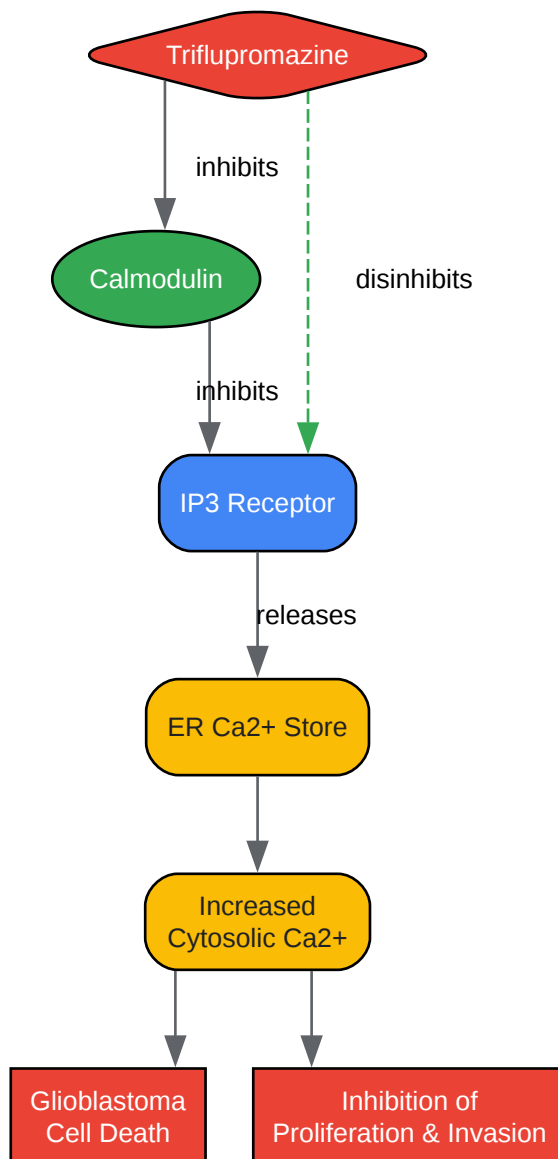 Triflupromazine
inhibits
Calmodulin
disinhibits
inhibits
IP3 Receptor
releases
ER Ca2+ Store
Increased
Cytosolic Ca2+
Glioblastoma
Cell Death
Inhibition of
Proliferation & Invasion